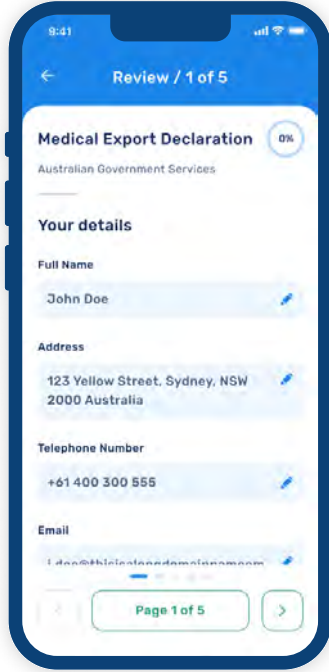 9:41
Review / 1 of 5
Medical Export Declaration
0%
Australian Government Services
Your details
Full Name
John Doe
Address
123 Yellow Street, Sydney, NSW
2000 Australia
Telephone Number
+61 400 300 555
Email
Page 1 of 5